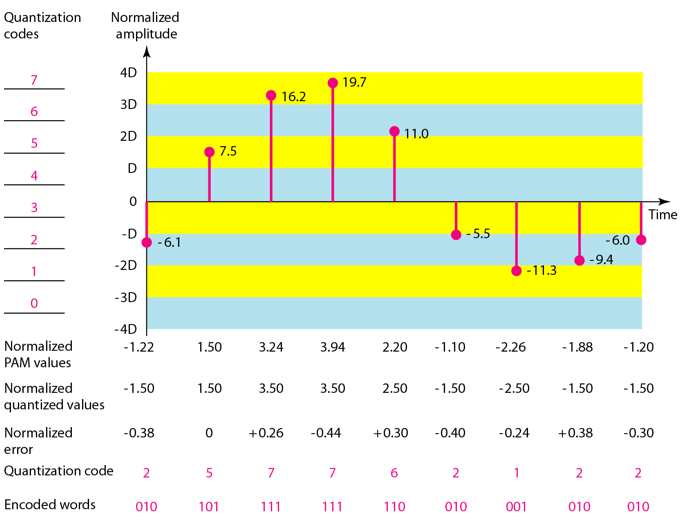 Quantization codes
Normalized amplitude
4D
7
19.7
3D
16.2
6
11.0
2D
5
7.5
D
4
0
3
Time
-D
2
-6.1
-5.5
-6.0
-2D
1
-11.3
-9.4
-3D
0
-4D
Normalized PAM values -1.22 1.50 3.24 3.94 2.20 -1.10 -2.26 -1.88 -1.20
Normalized quantized values -1.50 1.50 3.50 3.50 2.50 -1.50 -2.50 -1.50 -1.50
Normalized error -0.38 0 +0.26 -0.44 +0.30 -0.40 -0.24 +0.38 -0.30
Quantization code 2 5 7 7 6 2 1 2 2
Encoded words 010 101 111 111 110 010 001 010 010